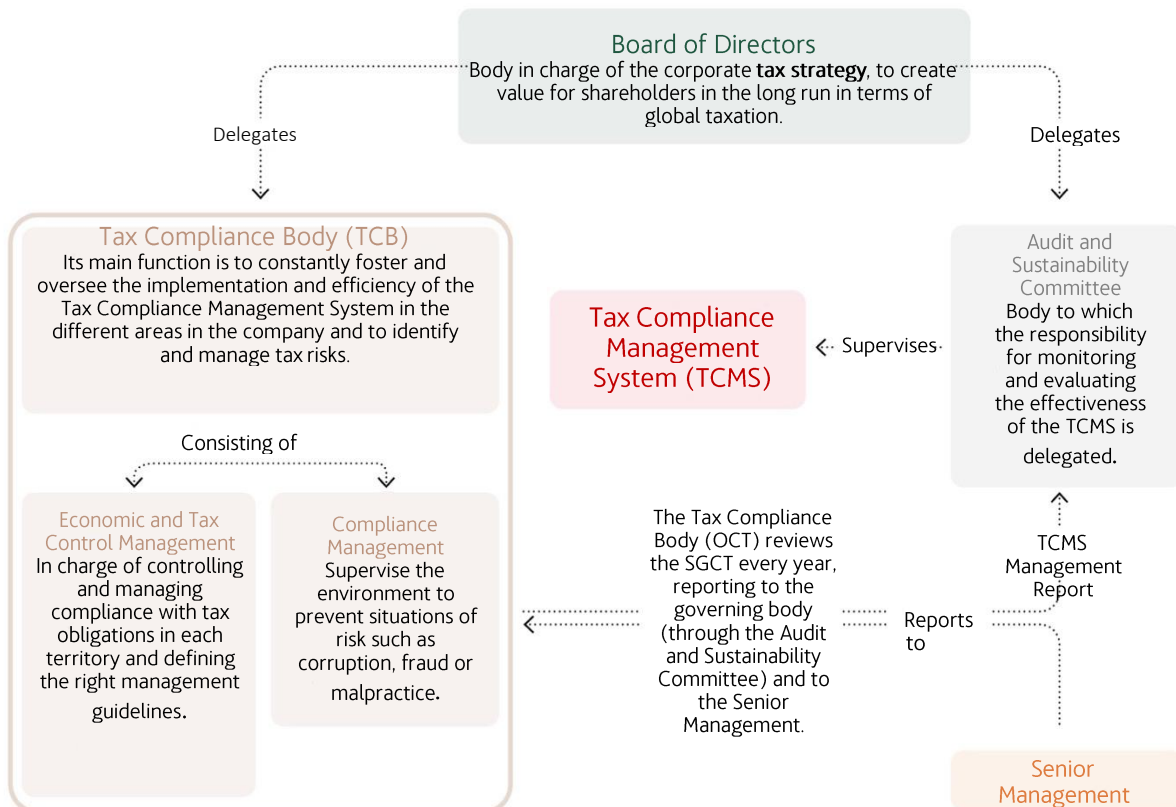 Board of Directors
Body in charge of the corporate tax strategy, to create
value for shareholders in the long run in terms of
global taxation.
Delegates
Delegates
Tax Compliance Body (TCB)
Its main function is to constantly foster and
oversee the implementation and efficiency of the
Tax Compliance Management System in the
different areas in the company and to identify
and manage tax risks.
Tax Compliance
Management
System (TCMS)
Supervises
Audit and
Sustainability
Committee
Body to which
the responsibility
for monitoring
and evaluating
the effectiveness
of the TCMS is
delegated.
Consisting of
Economic and Tax
Control Management
In charge of controlling
and managing
compliance with tax
obligations in each
territory and defining
the right management
guidelines.
Compliance
Management
Supervise the
environment to
prevent situations of
risk such as
corruption, fraud or
malpractice.
The Tax Compliance
Body (OCT) reviews
the SGCT every year,
reporting to the
governing body
(through the Audit
and Sustainability
Committee) and to
the Senior
Management.
Reports
to
TCMS
Management
Report
Senior
Management